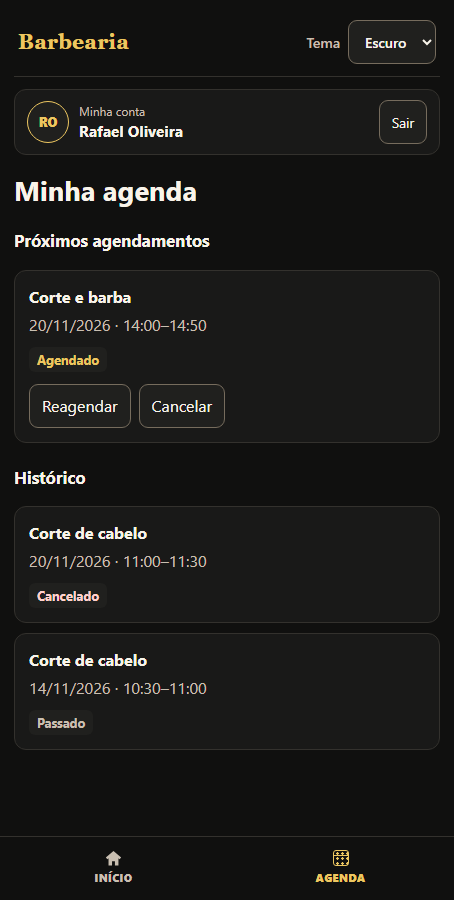 Barbearia
Tema
Escuro
RO
Minha conta
Rafael Oliveira
Sair
Minha agenda
Próximos agendamentos
Corte e barba
20/11/2026 · 14:00–14:50
Agendado
Reagendar
Cancelar
Histórico
Corte de cabelo
20/11/2026 · 11:00–11:30
Cancelado
Corte de cabelo
14/11/2026 · 10:30–11:00
Passado
INÍCIO
AGENDA